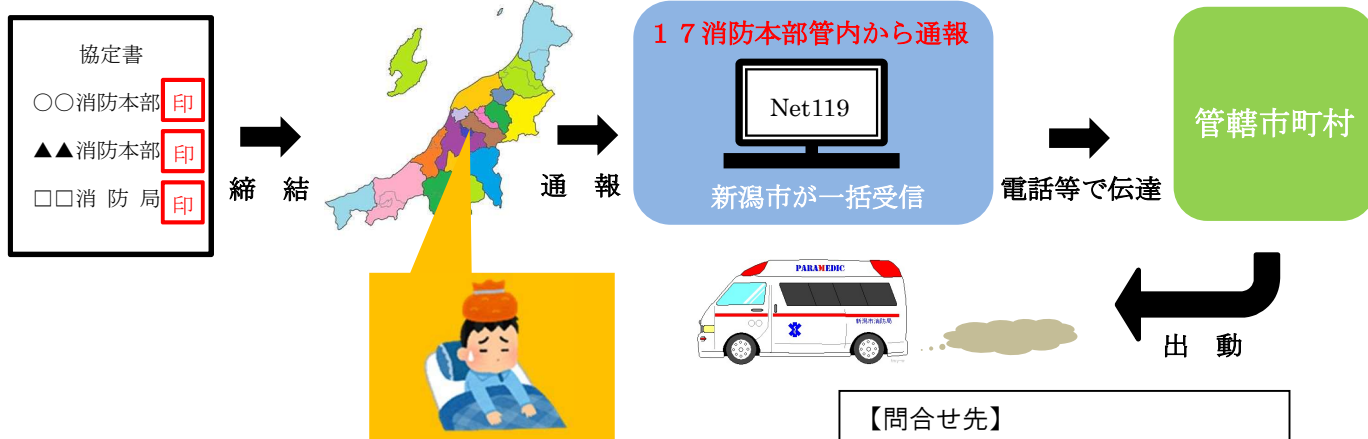 協定書
○○消防本部 印
▲▲消防本部 印
□□消 防 局 印
締 結
通 報
１７消防本部管内から通報
Net119
新潟市が一括受信
電話等で伝達
管轄市町村
PARAMEDIC
○○
新潟市消防局
出 動
【問合せ先】